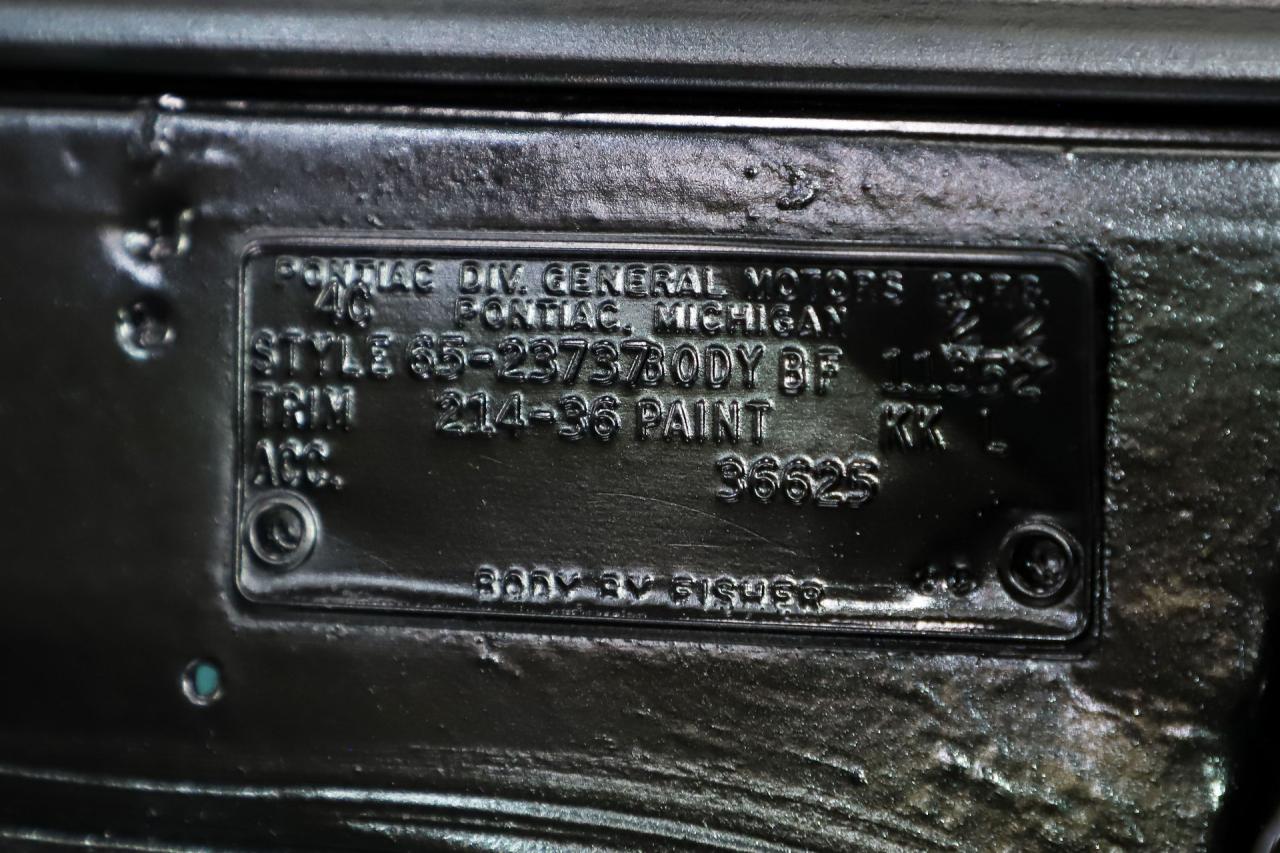 PONTIAC DIV. GENERAL MOTORS CORP.
4C PONTIAC, MICHIGAN
STYLE 65-23737 BODY BF
TRIM 214-36 PAINT KK 1
ACC. 36625
BODY BY FISHER